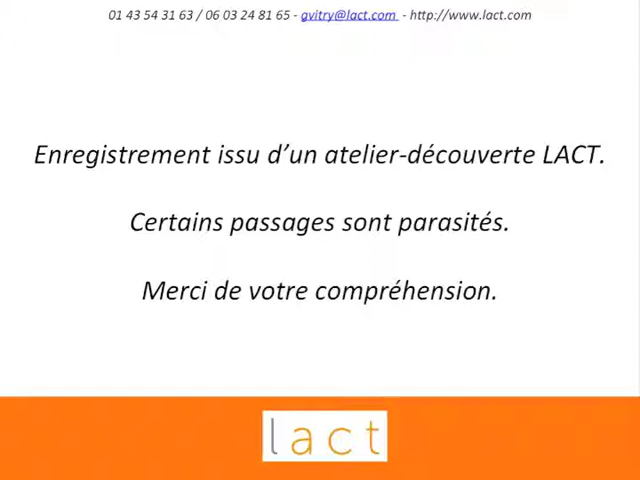 01 43 54 31 63 / 06 03 24 81 65 - gvitry@lact.com - http://www.lact.com
Enregistrement issu d’un atelier-découverte LACT.
Certains passages sont parasités.
Merci de votre compréhension.
lact